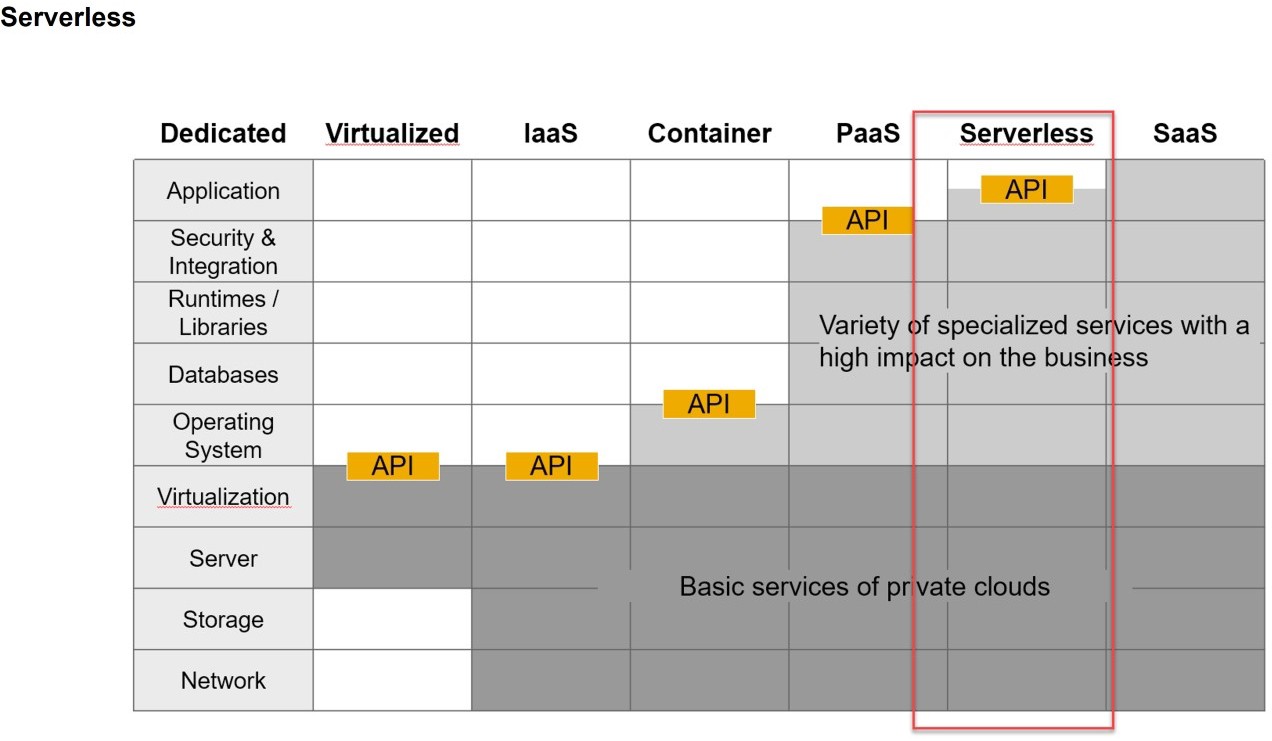 Serverless
Dedicated Virtualized IaaS Container PaaS Serverless SaaS
Application
API
API
Security &
Integration
Runtimes /
Libraries
Variety of specialized services with a
high impact on the business
Databases
API
Operating
System
API API
Virtualization
Server
Basic services of private clouds
Storage
Network